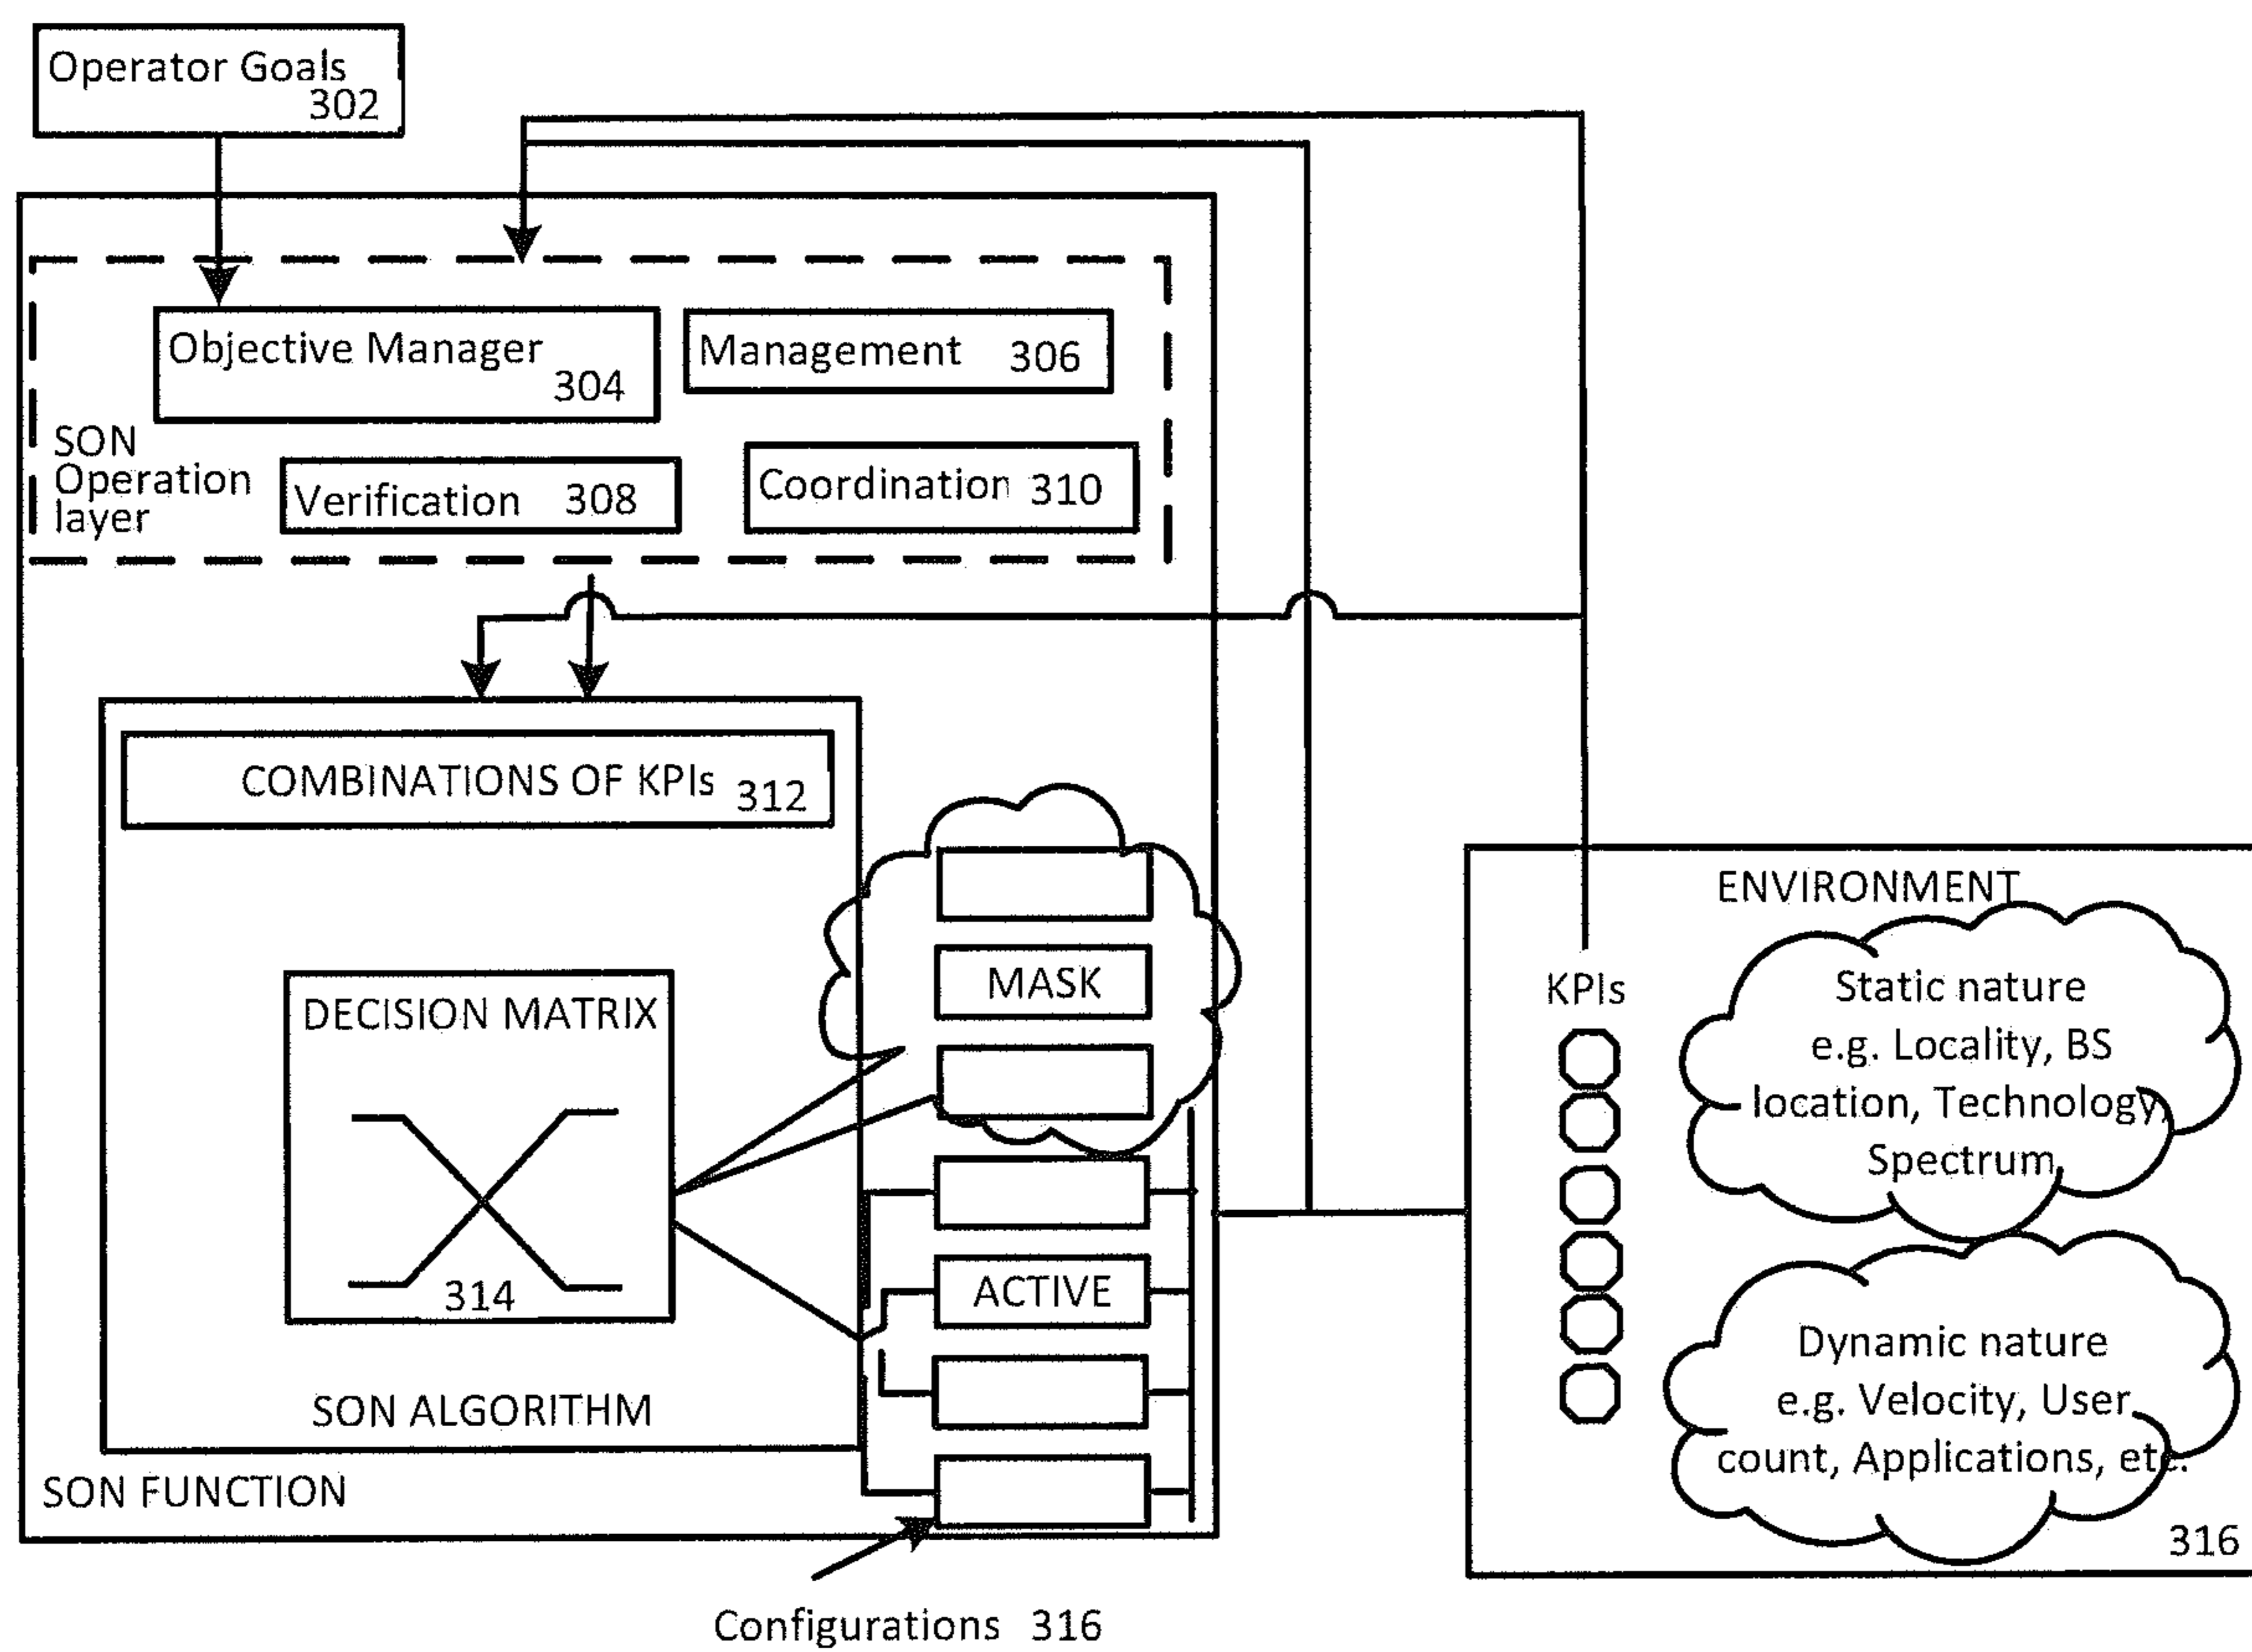 Operator Goals
302
Objective Manager
304
Management 306
SON
Operation
layer
Verification 308
Coordination 310
COMBINATIONS OF KPIs 312
DECISION MATRIX
314
SON ALGORITHM
SON FUNCTION
MASK
ACTIVE
Configurations 316
ENVIRONMENT
KPIs
Static nature
e.g. Locality, BS
location, Technology,
Spectrum
Dynamic nature
e.g. Velocity, User
count, Applications, etc.
316